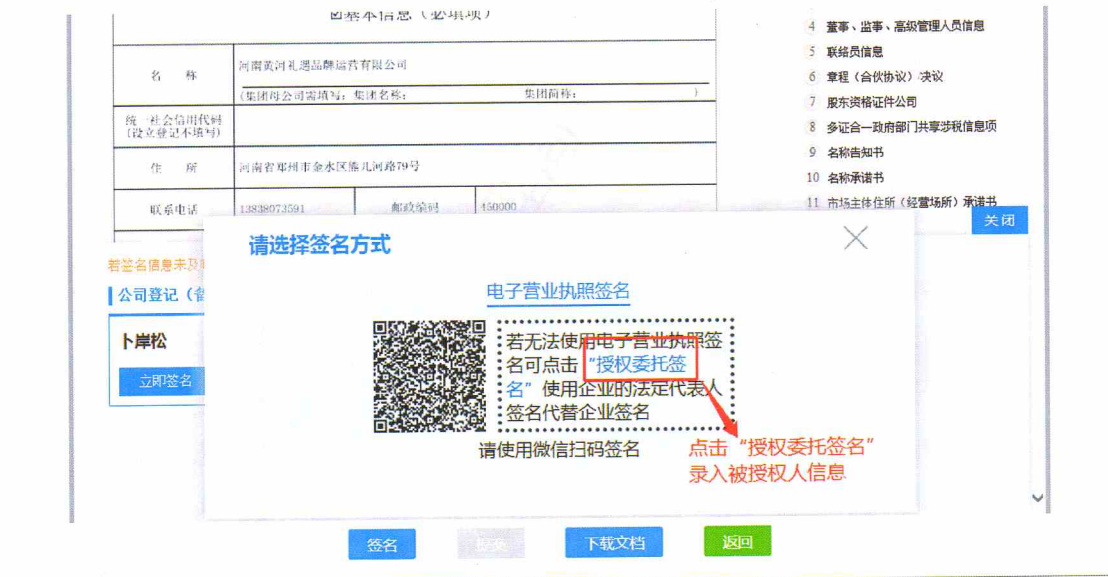 基本信息（必填项）
名 称
河南黄河礼遇品牌运营有限公司
（集团母公司需填写：集团名称： 集团简称： ）
统一社会信用代码
（设立登记不填写）
住 所
河南省郑州市金水区熊儿河路79号
联系电话
13838073591
邮政编码
450000
4 董事、监事、高级管理人员信息
5 联络员信息
6 章程（合伙协议）决议
7 股东资格证件公司
8 多证合一政府部门共享涉税信息项
9 名称告知书
10 名称承诺书
11 市场主体住所（经营场所）承诺书
关闭
若签名信息未及
公司登记（备
卜岸松
立即签名
请选择签名方式
电子营业执照签名
若无法使用电子营业执照签
名可点击“授权委托签
名”使用企业的法定代表人
签名代替企业签名
请使用微信扫码签名
点击“授权委托签名”
录入被授权人信息
签名
提交
下载文档
返回